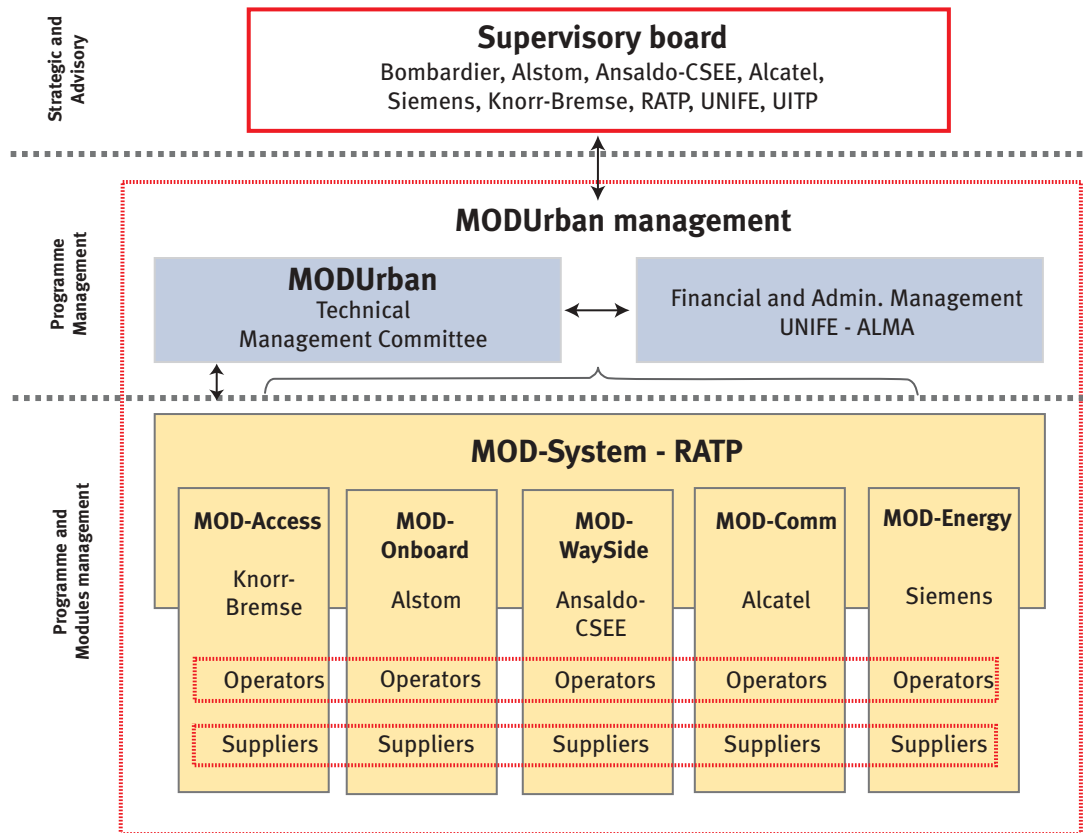 Strategic and
Advisory
Supervisory board
Bombardier, Alstom, Ansaldo-CSEE, Alcatel,
Siemens, Knorr-Bremse, RATP, UNIFE, UITP
Programme
Management
MODUrban management
MODUrban
Technical
Management Committee
Financial and Admin. Management
UNIFE - ALMA
Programme and
Modules management
MOD-System - RATP
MOD-Access
Knorr-
Bremse
Operators
Suppliers
MOD-
Onboard
Alstom
Operators
Suppliers
MOD-
WaySide
Ansaldo-
CSEE
Operators
Suppliers
MOD-Comm
Alcatel
Operators
Suppliers
MOD-Energy
Siemens
Operators
Suppliers